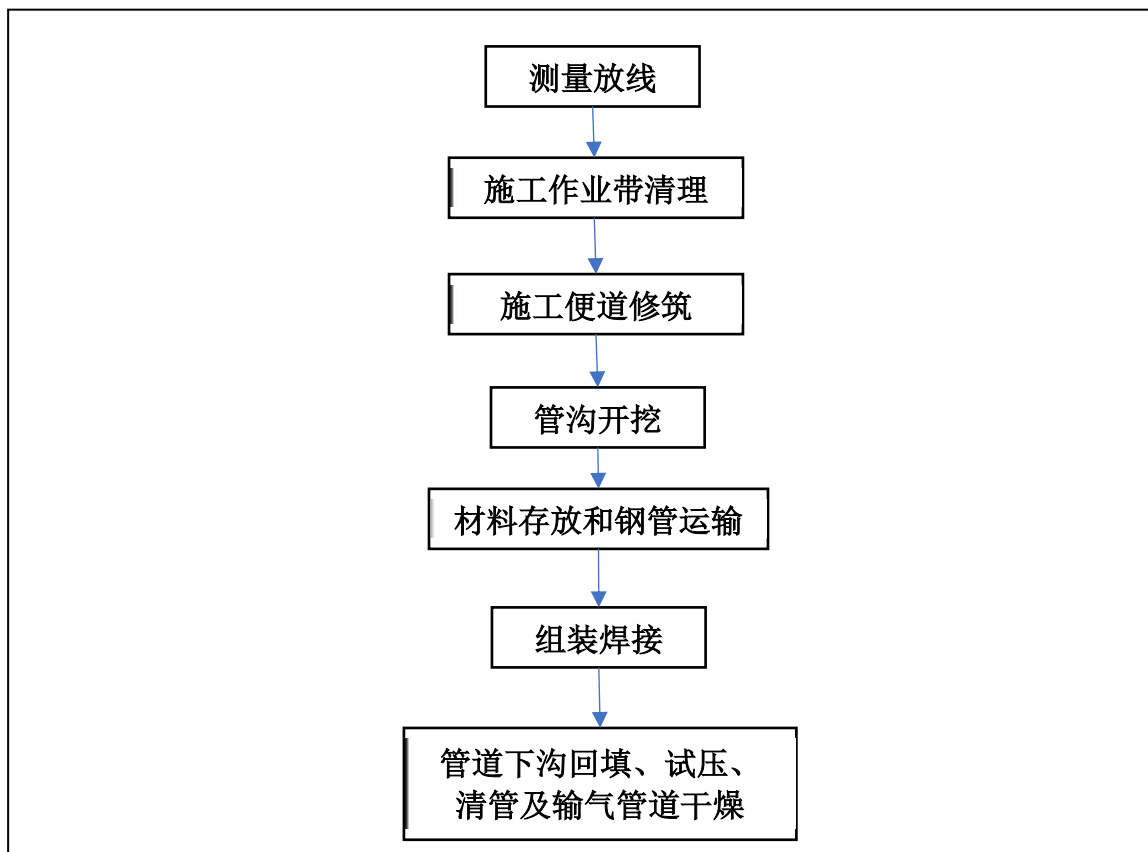 测量放线
施工作业带清理
施工便道修筑
管沟开挖
材料存放和钢管运输
组装焊接
管道下沟回填、试压、
清管及输气管道干燥